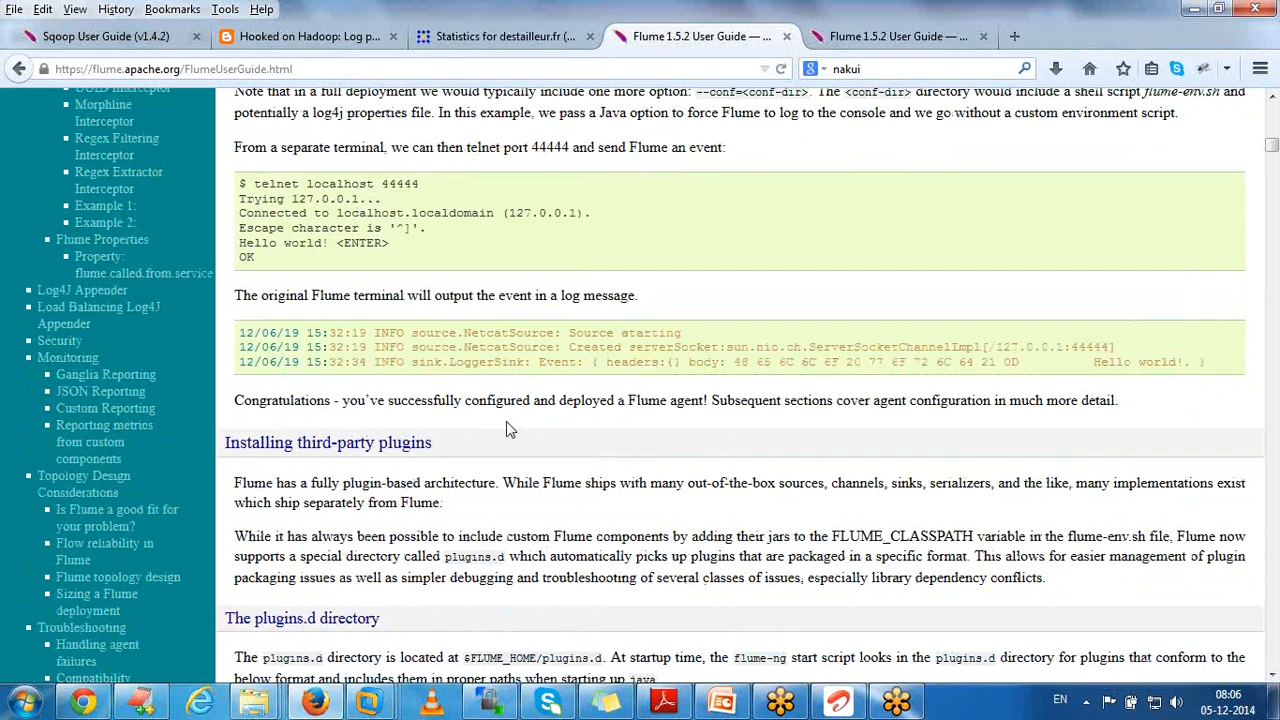 File Edit View History Bookmarks Tools Help
Sqoop User Guide (v1.4.2) × Hooked on Hadoop: Log p... × Statistics for destailleur.fr (... × Flume 1.5.2 User Guide — ... × Flume 1.5.2 User Guide — ... ×
https://flume.apache.org/FlumeUserGuide.html
nakui
UUID Interceptor
Morphline
Interceptor
Regex Filtering
Interceptor
Regex Extractor
Interceptor
Example 1:
Example 2:
Flume Properties
Property:
flume.called.from.service
Log4J Appender
Load Balancing Log4J
Appender
Security
Monitoring
Ganglia Reporting
JSON Reporting
Custom Reporting
Reporting metrics
from custom
components
Topology Design
Considerations
Is Flume a good fit for
your problem?
Flow reliability in
Flume
Flume topology design
Sizing a Flume
deployment
Troubleshooting
Handling agent
failures
Compatibility
Note that in a full deployment we would typically include one more option: --conf=<conf-dir>. The <conf-dir> directory would include a shell script flume-env.sh and
potentially a log4j properties file. In this example, we pass a Java option to force Flume to log to the console and we go without a custom environment script.
From a separate terminal, we can then telnet port 44444 and send Flume an event:
$ telnet localhost 44444
Trying 127.0.0.1...
Connected to localhost.localdomain (127.0.0.1).
Escape character is '^]'.
Hello world! <ENTER>
OK
The original Flume terminal will output the event in a log message.
12/06/19 15:32:19 INFO source.NetcatSource: Source starting
12/06/19 15:32:19 INFO source.NetcatSource: Created serverSocket:sun.nio.ch.ServerSocketChannelImpl[/127.0.0.1:44444]
12/06/19 15:32:34 INFO sink.LoggerSink: Event: { headers:{} body: 48 65 6C 6C 6F 20 77 6F 72 6C 64 21 0D Hello world!. }
Congratulations - you've successfully configured and deployed a Flume agent! Subsequent sections cover agent configuration in much more detail.
Installing third-party plugins
Flume has a fully plugin-based architecture. While Flume ships with many out-of-the-box sources, channels, sinks, serializers, and the like, many implementations exist
which ship separately from Flume.
While it has always been possible to include custom Flume components by adding their jars to the FLUME_CLASSPATH variable in the flume-env.sh file, Flume now
supports a special directory called plugins.d which automatically picks up plugins that are packaged in a specific format. This allows for easier management of plugin
packaging issues as well as simpler debugging and troubleshooting of several classes of issues, especially library dependency conflicts.
The plugins.d directory
The plugins.d directory is located at $FLUME_HOME/plugins.d. At startup time, the flume-ng start script looks in the plugins.d directory for plugins that conform to the
below format and includes them in proper paths when starting up java.
EN
08:06
05-12-2014